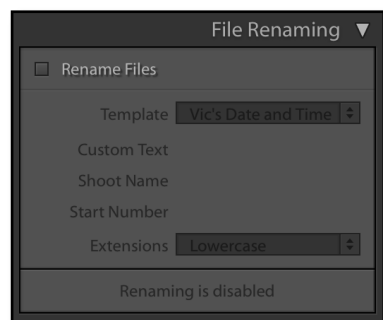 File Renaming
Rename Files
Template Vic's Date and Time
Custom Text
Shoot Name
Start Number
Extensions Lowercase
Renaming is disabled